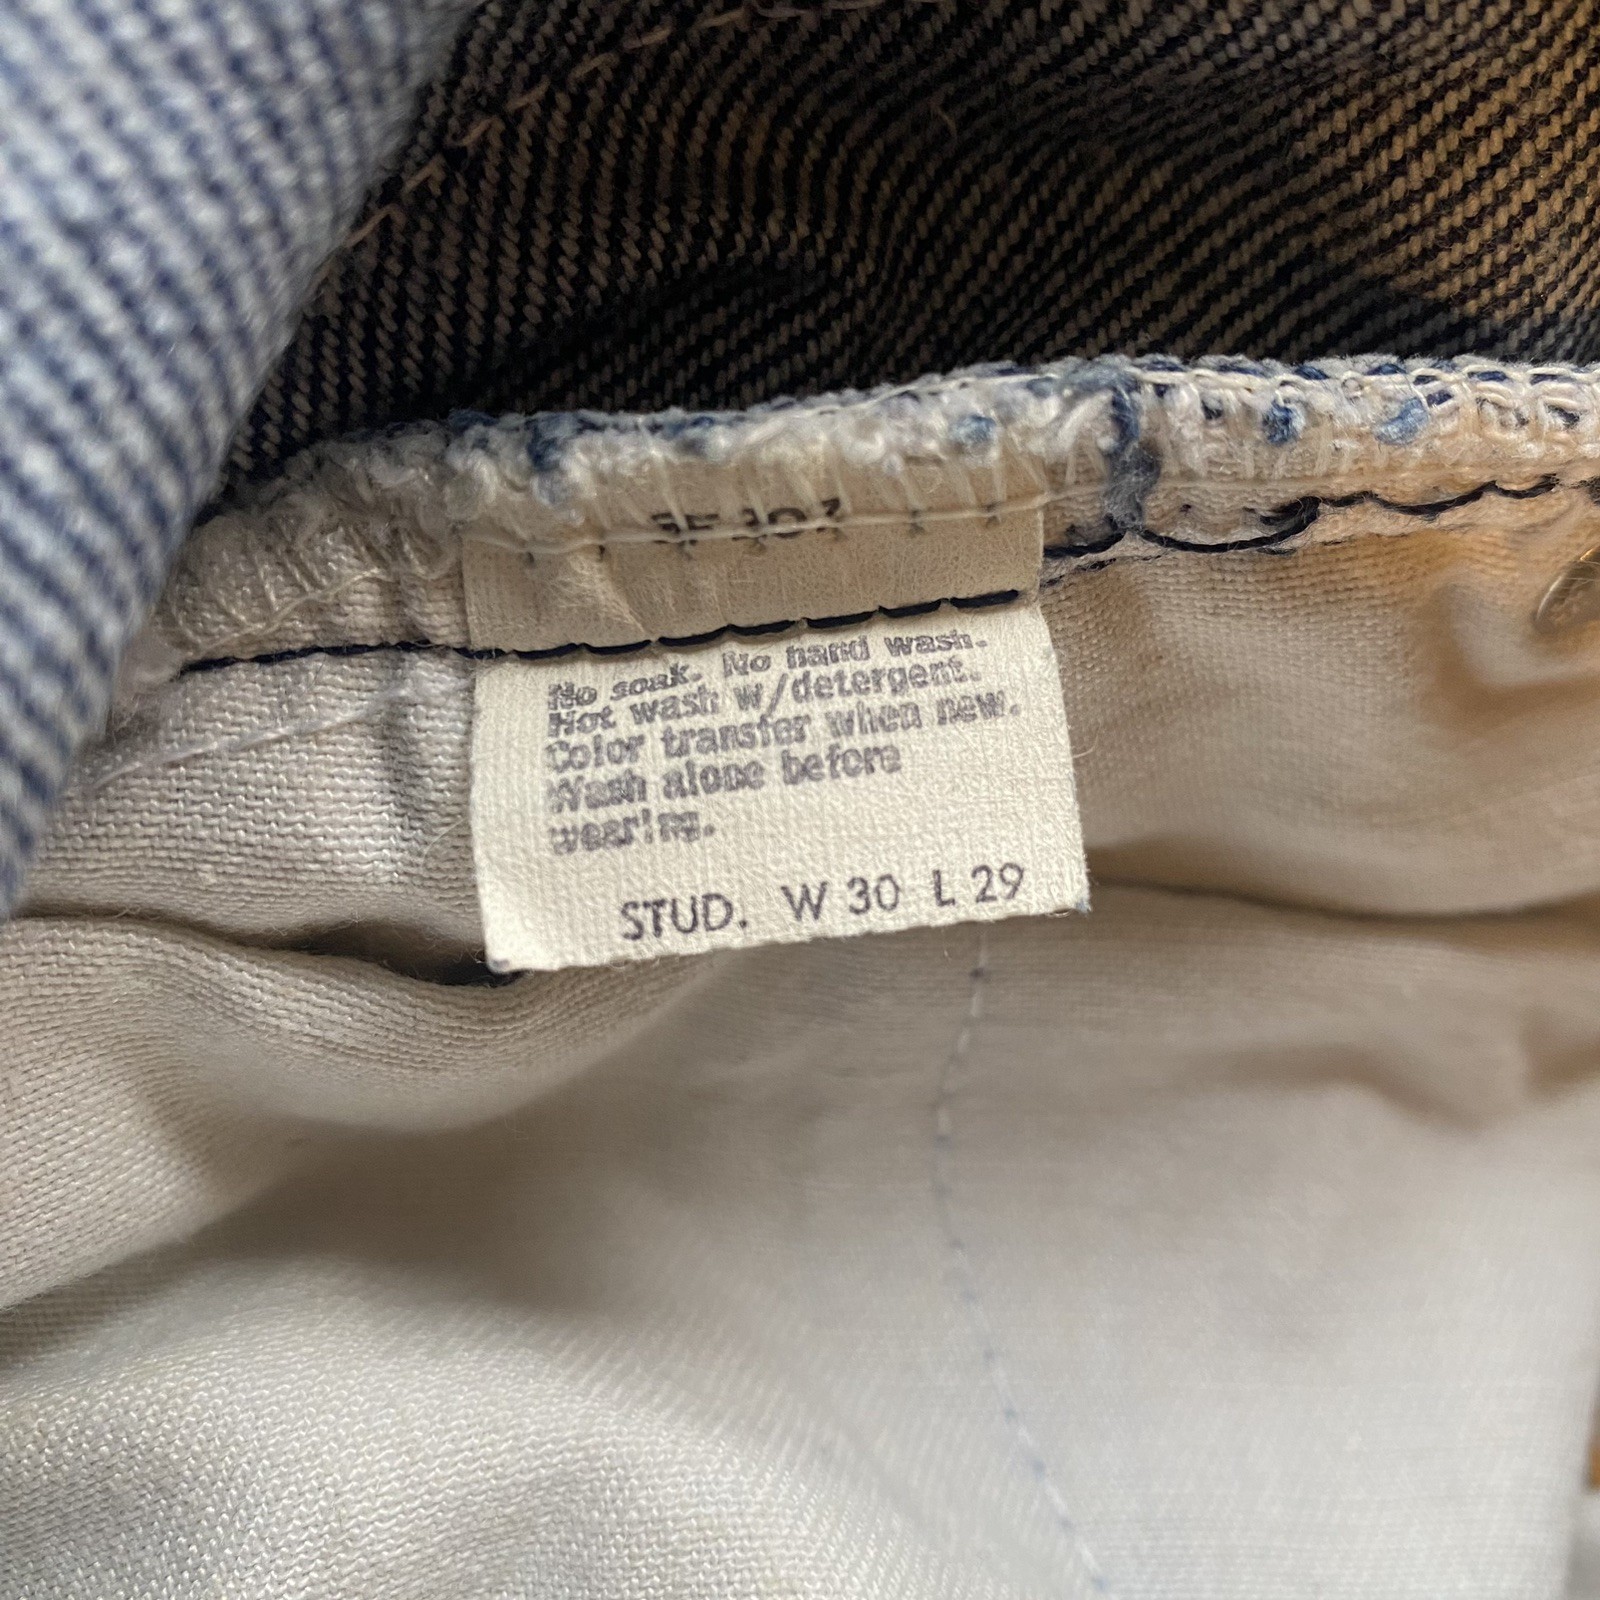 No soak. No hand wash.
Hot wash w/detergent.
Color transfer when new.
Wash alone before
wearing.
STUD. W 30 L 29